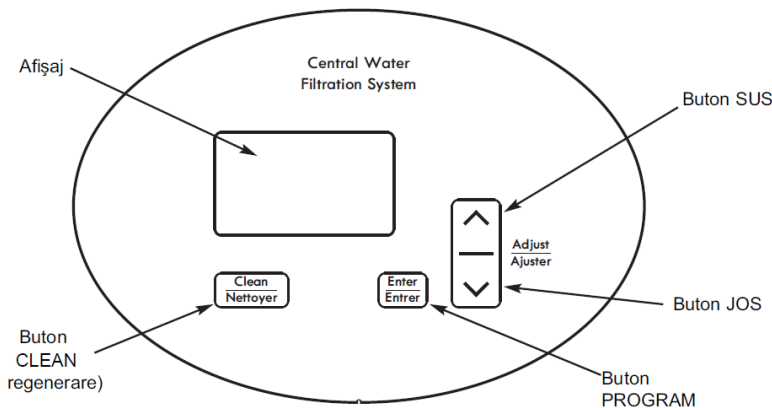 Afişaj
Central Water
Filtration System
Buton SUS
Adjust
Ajuster
Clean
Nettoyer
Enter
Entrer
Buton JOS
Buton
CLEAN
regenerare)
Buton
PROGRAM